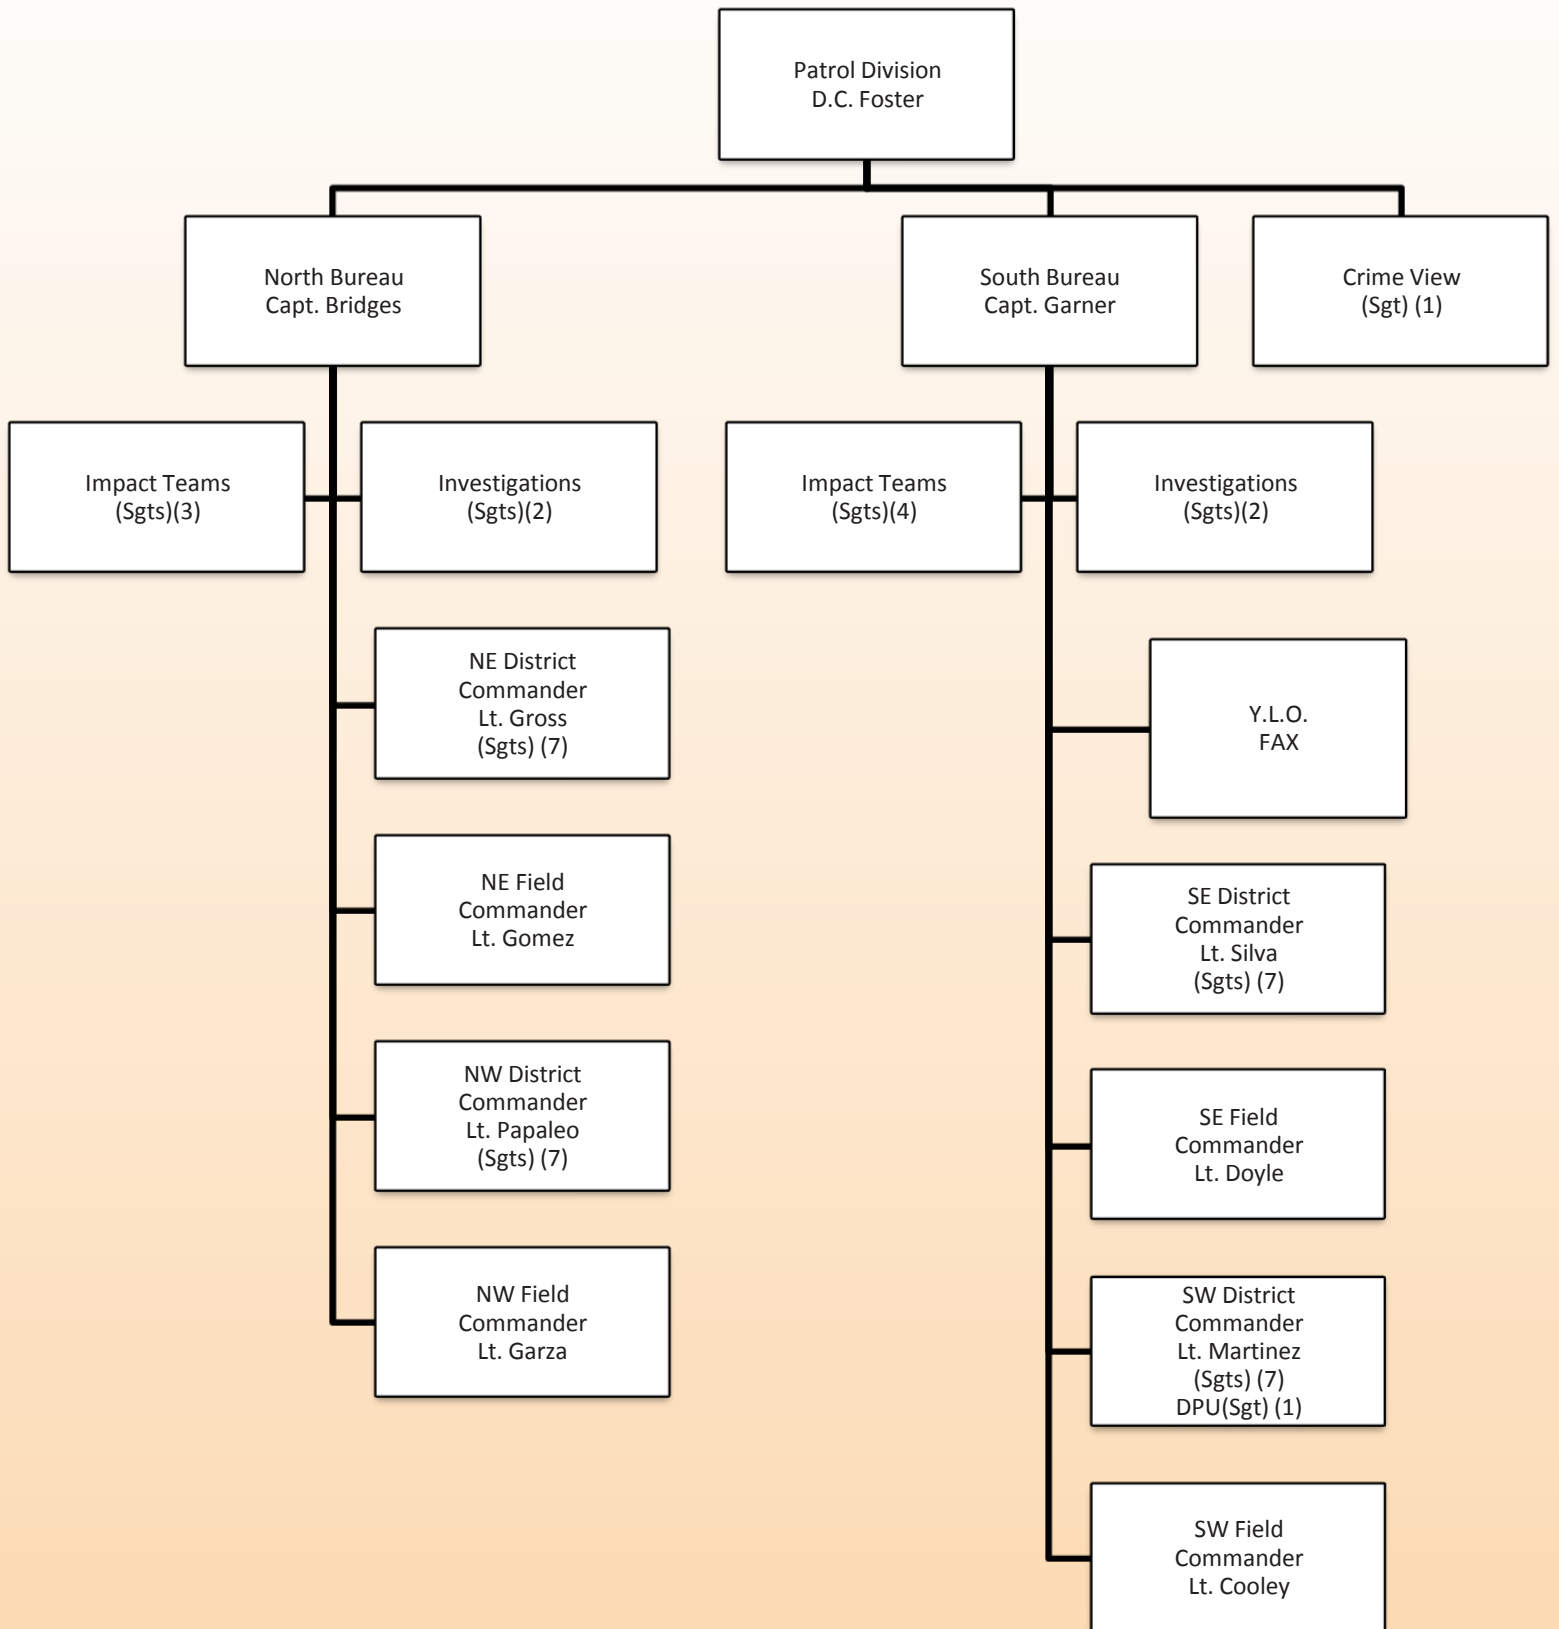 Patrol Division
D.C. Foster
North Bureau
Capt. Bridges
South Bureau
Capt. Garner
Crime View
(Sgt) (1)
Impact Teams
(Sgts)(3)
Investigations
(Sgts)(2)
Impact Teams
(Sgts)(4)
Investigations
(Sgts)(2)
NE District
Commander
Lt. Gross
(Sgts) (7)
NE Field
Commander
Lt. Gomez
NW District
Commander
Lt. Papaleo
(Sgts) (7)
NW Field
Commander
Lt. Garza
Y.L.O.
FAX
SE District
Commander
Lt. Silva
(Sgts) (7)
SE Field
Commander
Lt. Doyle
SW District
Commander
Lt. Martinez
(Sgts) (7)
DPU(Sgt) (1)
SW Field
Commander
Lt. Cooley